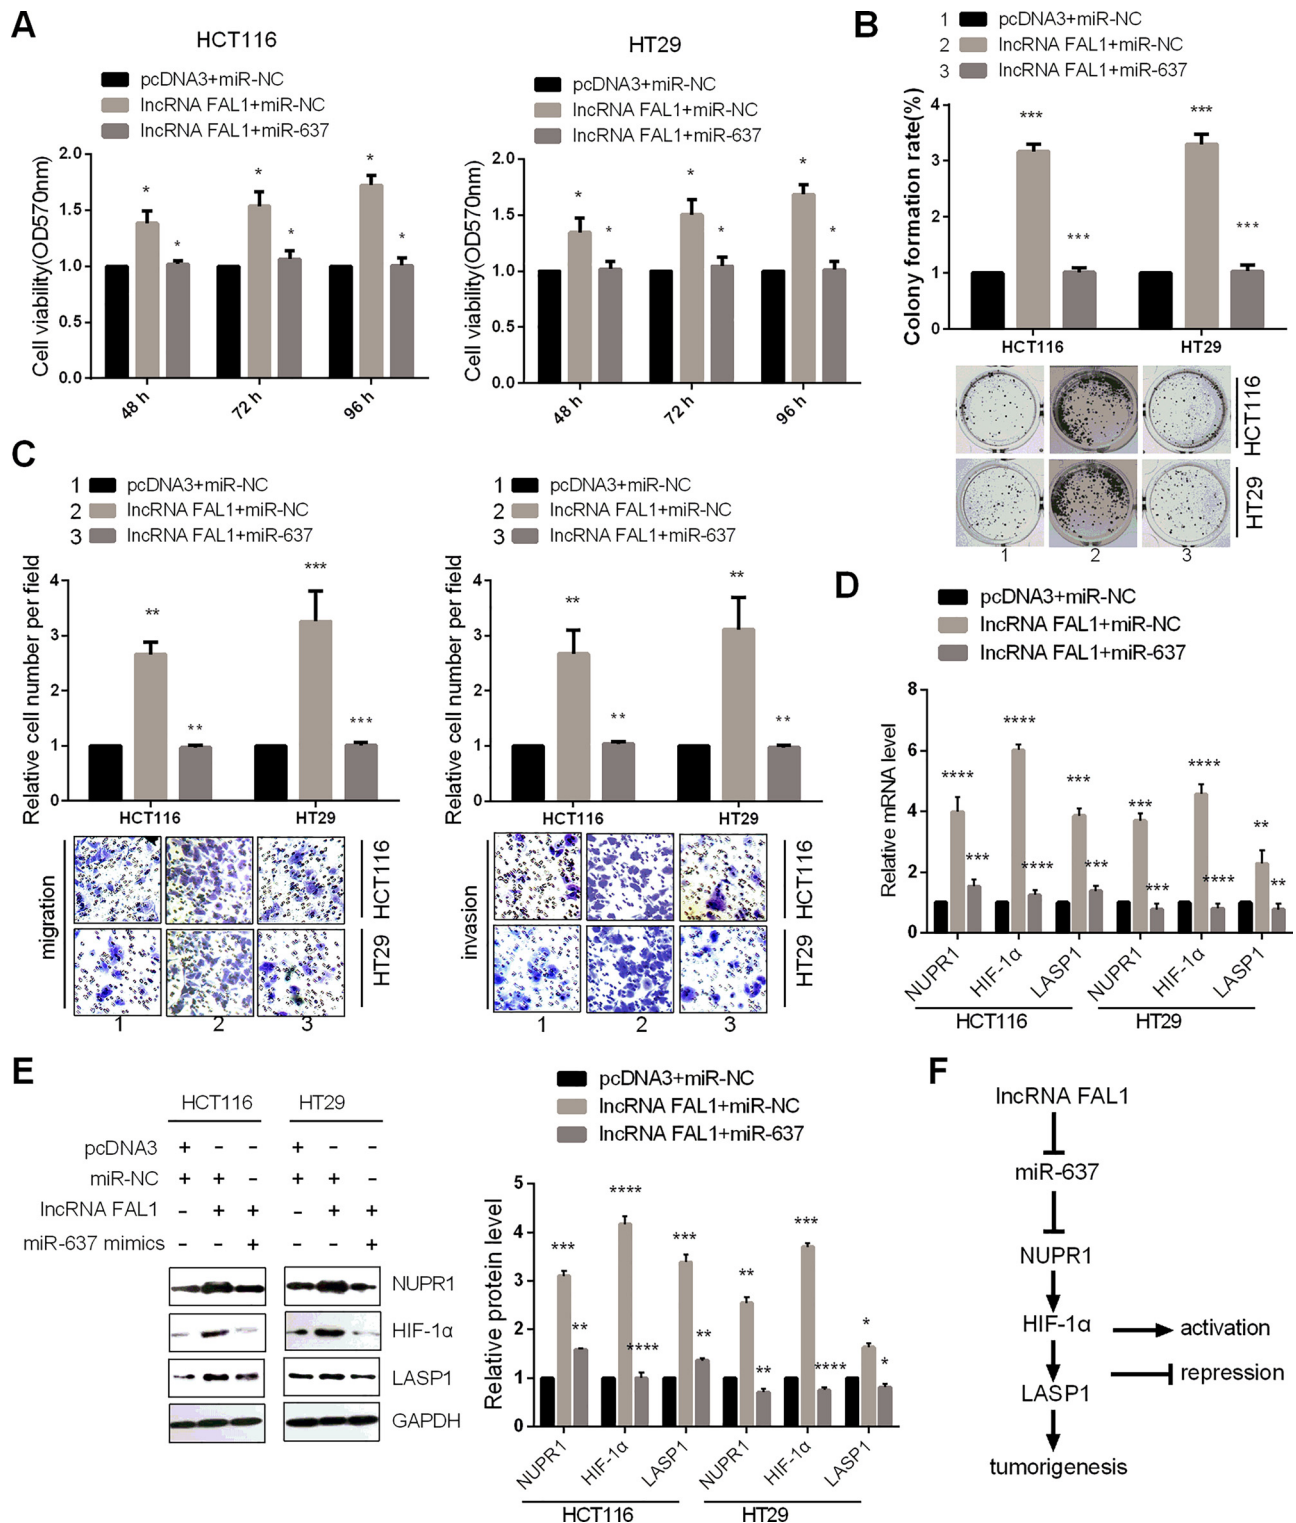 A
HCT116
pcDNA3+miR-NC
lncRNA FAL1+miR-NC
lncRNA FAL1+miR-637
Cell viability(OD570nm)
2.0
1.5
1.0
0.5
0.0
* * * * * *
48 h 72 h 96 h
HT29
pcDNA3+miR-NC
lncRNA FAL1+miR-NC
lncRNA FAL1+miR-637
Cell viability(OD570nm)
2.0
1.5
1.0
0.5
0.0
* * * * * *
48 h 72 h 96 h
B
1 pcDNA3+miR-NC
2 lncRNA FAL1+miR-NC
3 lncRNA FAL1+miR-637
Colony formation rate(%)
4
3
2
1
0
*** *** *** ***
HCT116 HT29
HCT116
HT29
1 2 3
C
1 pcDNA3+miR-NC
2 lncRNA FAL1+miR-NC
3 lncRNA FAL1+miR-637
Relative cell number per field
4
3
2
1
0
** ** *** ***
HCT116 HT29
migration
HCT116
HT29
1 2 3
1 pcDNA3+miR-NC
2 lncRNA FAL1+miR-NC
3 lncRNA FAL1+miR-637
Relative cell number per field
4
3
2
1
0
** ** ** **
HCT116 HT29
invasion
HCT116
HT29
1 2 3
D
pcDNA3+miR-NC
lncRNA FAL1+miR-NC
lncRNA FAL1+miR-637
Relative mRNA level
8
6
4
2
0
**** *** **** **** *** *** *** *** **** **** ** **
NUPR1 HIF-1α LASP1 NUPR1 HIF-1α LASP1
HCT116 HT29
E
HCT116 HT29
pcDNA3 + - - + - -
miR-NC + + - + + -
lncRNA FAL1 - + + - + +
miR-637 mimics - - + - - +
NUPR1
HIF-1α
LASP1
GAPDH
pcDNA3+miR-NC
lncRNA FAL1+miR-NC
lncRNA FAL1+miR-637
Relative protein level
5
4
3
2
1
0
*** ** **** **** *** ** ** ** *** **** * *
NUPR1 HIF-1α LASP1 NUPR1 HIF-1α LASP1
HCT116 HT29
F
lncRNA FAL1
miR-637
NUPR1
HIF-1α
LASP1
tumorigenesis
activation
repression